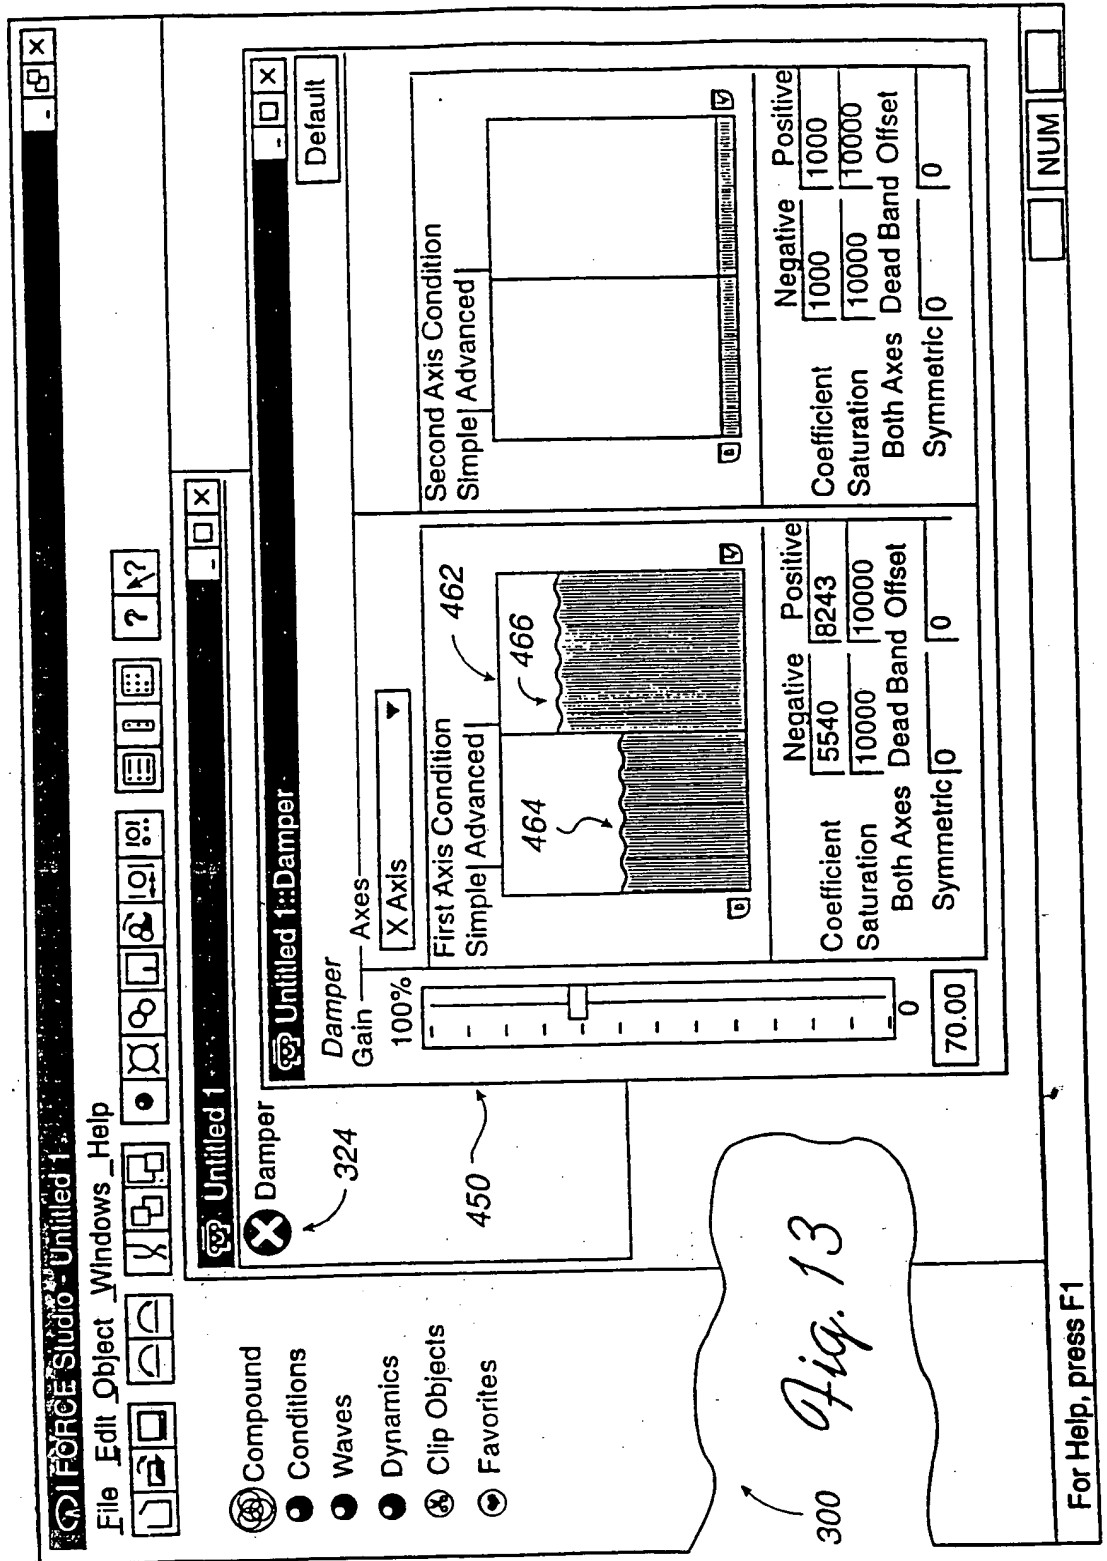 I FORCE Studio - Untitled 1
File Edit Object Windows Help
Untitled 1
Damper
324
450
Compound
Conditions
Waves
Dynamics
Clip Objects
Favorites
300
Fig. 13
Untitled 1::Damper
Default
Damper
Gain
Axes
100%
0
70.00
X Axis
First Axis Condition
Simple Advanced
462
464
466
Negative Positive
Coefficient 5540 8243
Saturation 10000 10000
Both Axes Dead Band Offset
Symmetric 0 0
Second Axis Condition
Simple Advanced
Negative Positive
Coefficient 1000 1000
Saturation 10000 10000
Both Axes Dead Band Offset
Symmetric 0 0
For Help, press F1
NUM